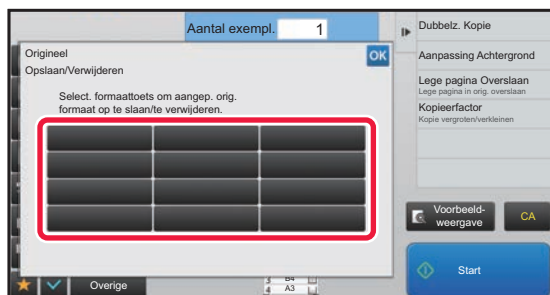 Aantal exempl. 1
Origineel
OK
Opslaan/Verwijderen
Select. formaattoets om aangep. orig.
formaat op te slaan/te verwijderen.
Dubbelz. Kopie
Aanpassing Achtergrond
Lege pagina Overslaan
Lege pagina in orig. overslaan
Kopieerfactor
Kopie vergroten/verkleinen
Voorbeeld-
weergave
CA
Start
Overige
3 B4
4 A3